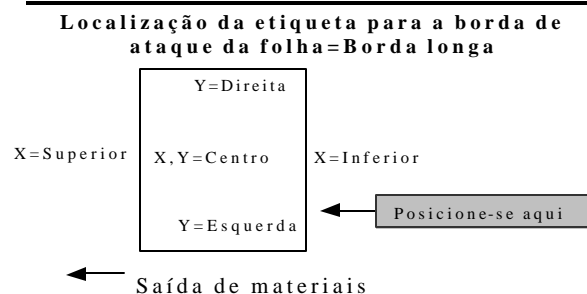 Localização da etiqueta para a borda de
ataque da folha=Borda longa
Y=Direita
X=Superior
X,Y=Centro
X=Inferior
Y=Esquerda
Posicione-se aqui
Saída de materiais